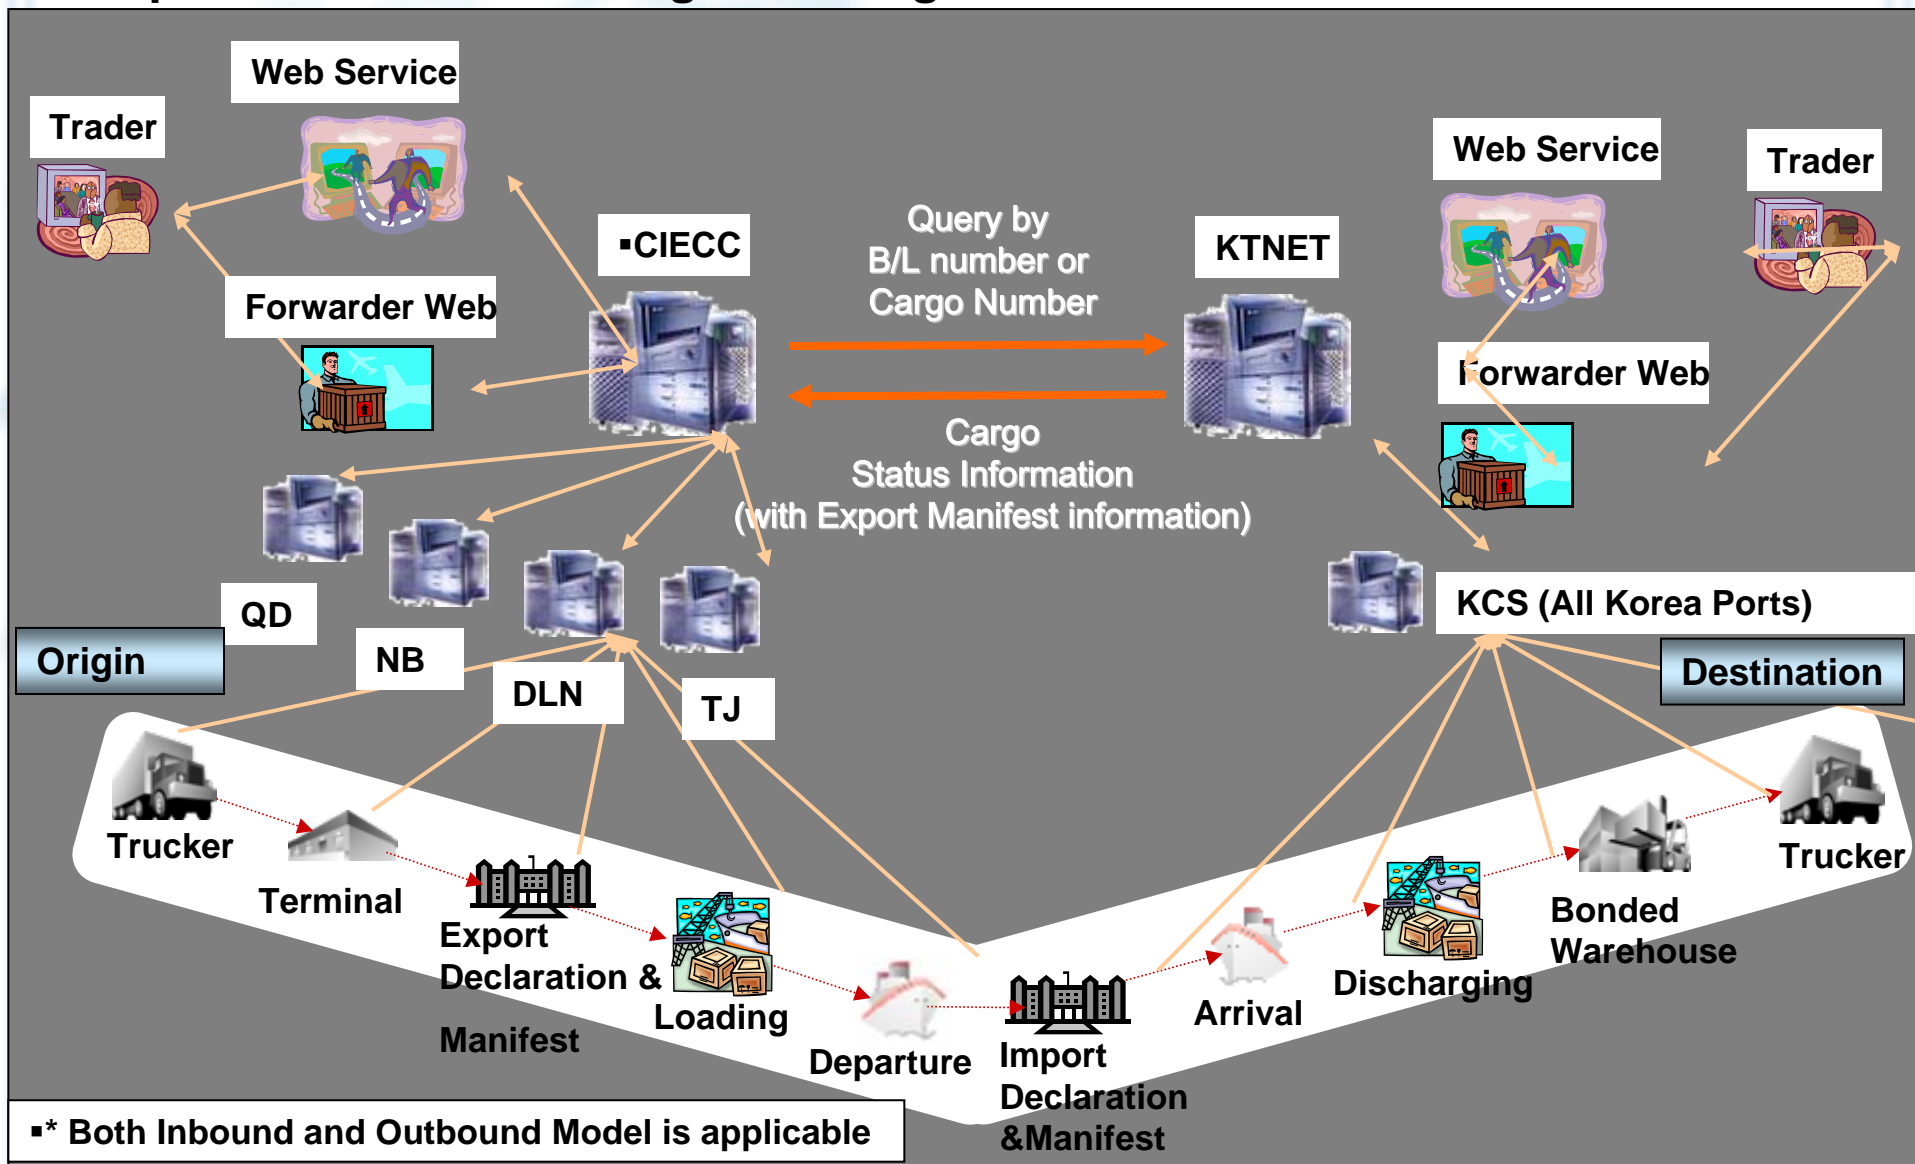 Web Service
Trader
▪CIECC
Forwarder Web
Query by
B/L number or
Cargo Number
KTNET
Web Service
Trader
Forwarder Web
Cargo
Status Information
(with Export Manifest information)
QD
NB
DLN
TJ
KCS (All Korea Ports)
Origin
Destination
Trucker
Terminal
Export
Declaration &
Manifest
Loading
Departure
Import
Declaration
&Manifest
Arrival
Discharging
Bonded
Warehouse
Trucker
▪* Both Inbound and Outbound Model is applicable